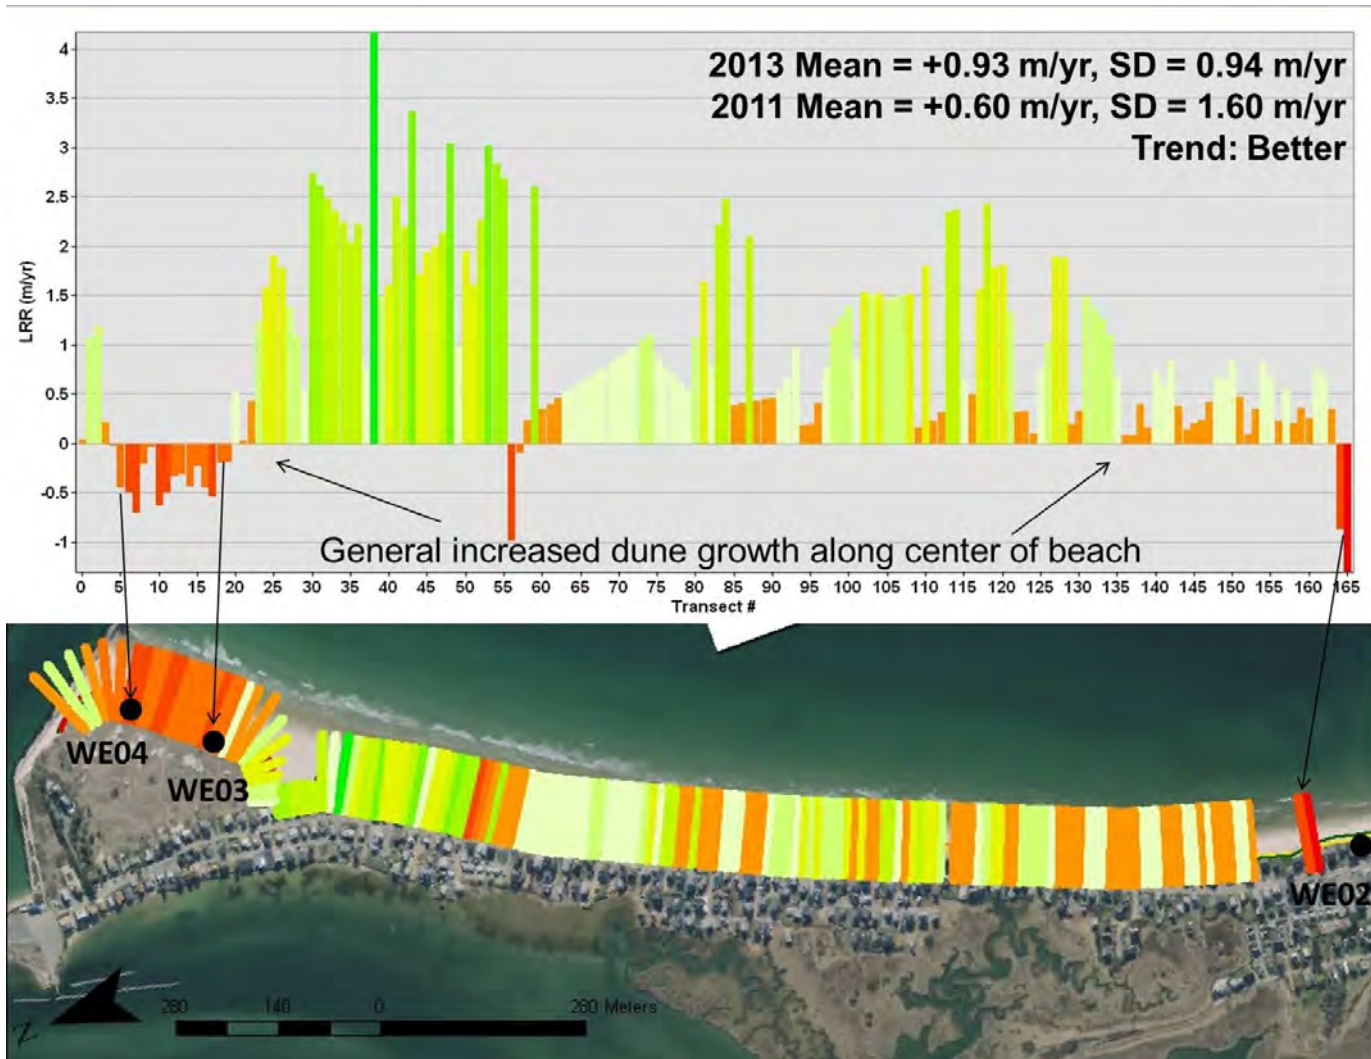 2013 Mean = +0.93 m/yr, SD = 0.94 m/yr
2011 Mean = +0.60 m/yr, SD = 1.60 m/yr
Trend: Better
4
3.5
3
2.5
2
1.5
1
0.5
0
-0.5
-1
LRR (m/yr)
General increased dune growth along center of beach
0 5 10 15 20 25 30 35 40 45 50 55 60 65 70 75 80 85 90 95 100 105 110 115 120 125 130 135 140 145 150 155 160 165
Transect #
WE04
WE03
WE02
N
280 140 0 280 Meters